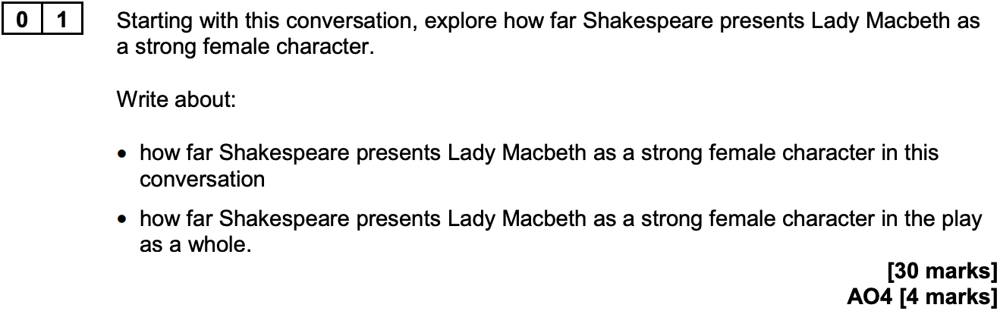 0 1 Starting with this conversation, explore how far Shakespeare presents Lady Macbeth as
a strong female character.
Write about:
• how far Shakespeare presents Lady Macbeth as a strong female character in this
conversation
• how far Shakespeare presents Lady Macbeth as a strong female character in the play
as a whole.
[30 marks]
AO4 [4 marks]